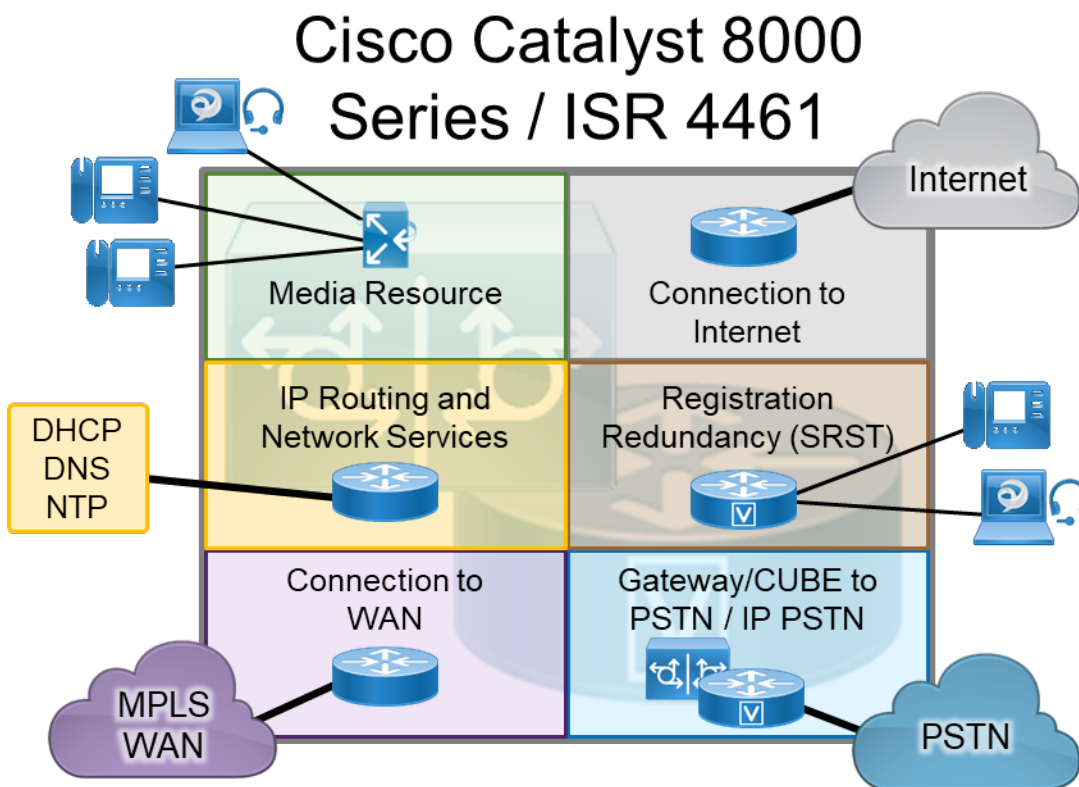 Cisco Catalyst 8000
Series / ISR 4461
Internet
Media Resource
Connection to
Internet
IP Routing and
Network Services
Registration
Redundancy (SRST)
DHCP
DNS
NTP
V
Connection to
WAN
Gateway/CUBE to
PSTN / IP PSTN
MPLS
WAN
V
PSTN